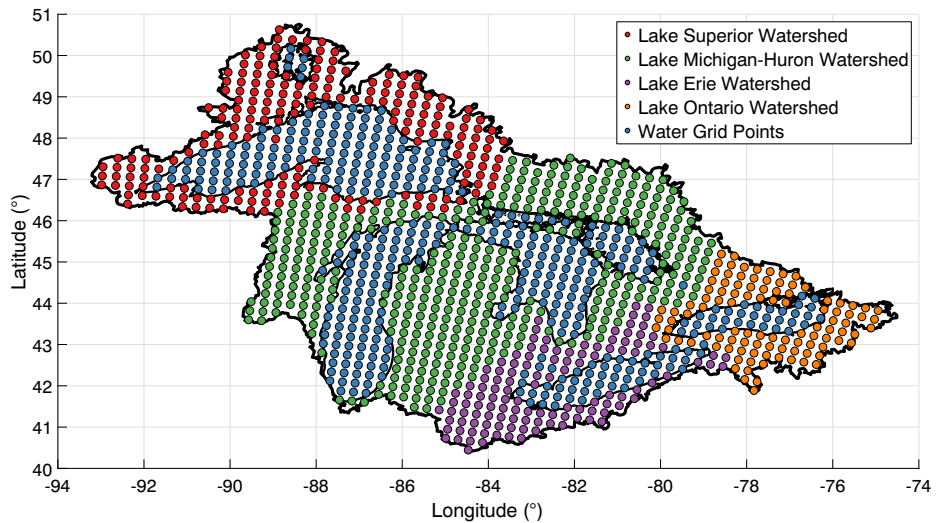 51
50
49
48
47
46
45
44
43
42
41
40
Latitude (°)
Lake Superior Watershed
Lake Michigan-Huron Watershed
Lake Erie Watershed
Lake Ontario Watershed
Water Grid Points
-94 -92 -90 -88 -86 -84 -82 -80 -78 -76 -74
Longitude (°)